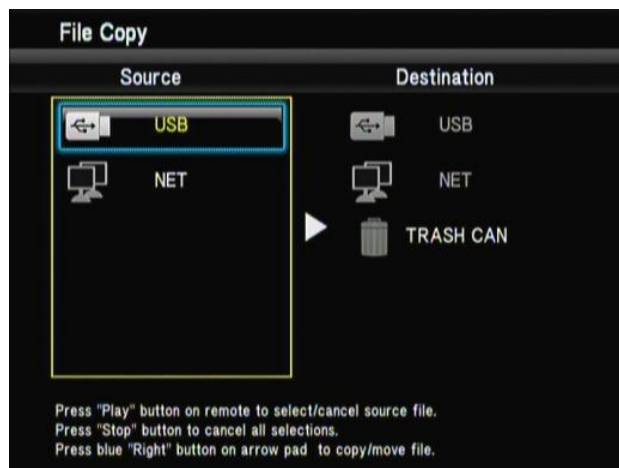 File Copy
Source
Destination
USB
USB
NET
NET
TRASH CAN
Press "Play" button on remote to select/cancel source file.
Press "Stop" button to cancel all selections.
Press blue "Right" button on arrow pad to copy/move file.